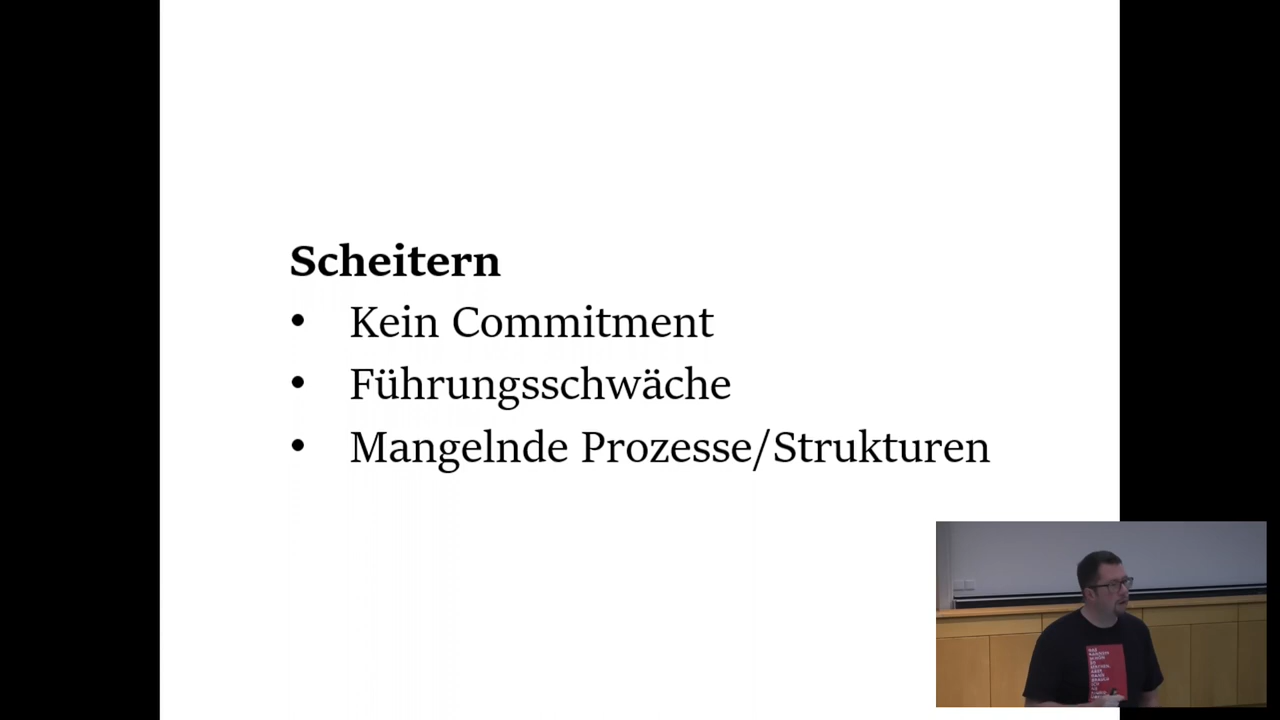 Scheitern
• Kein Commitment
• Führungsschwäche
• Mangelnde Prozesse/Strukturen